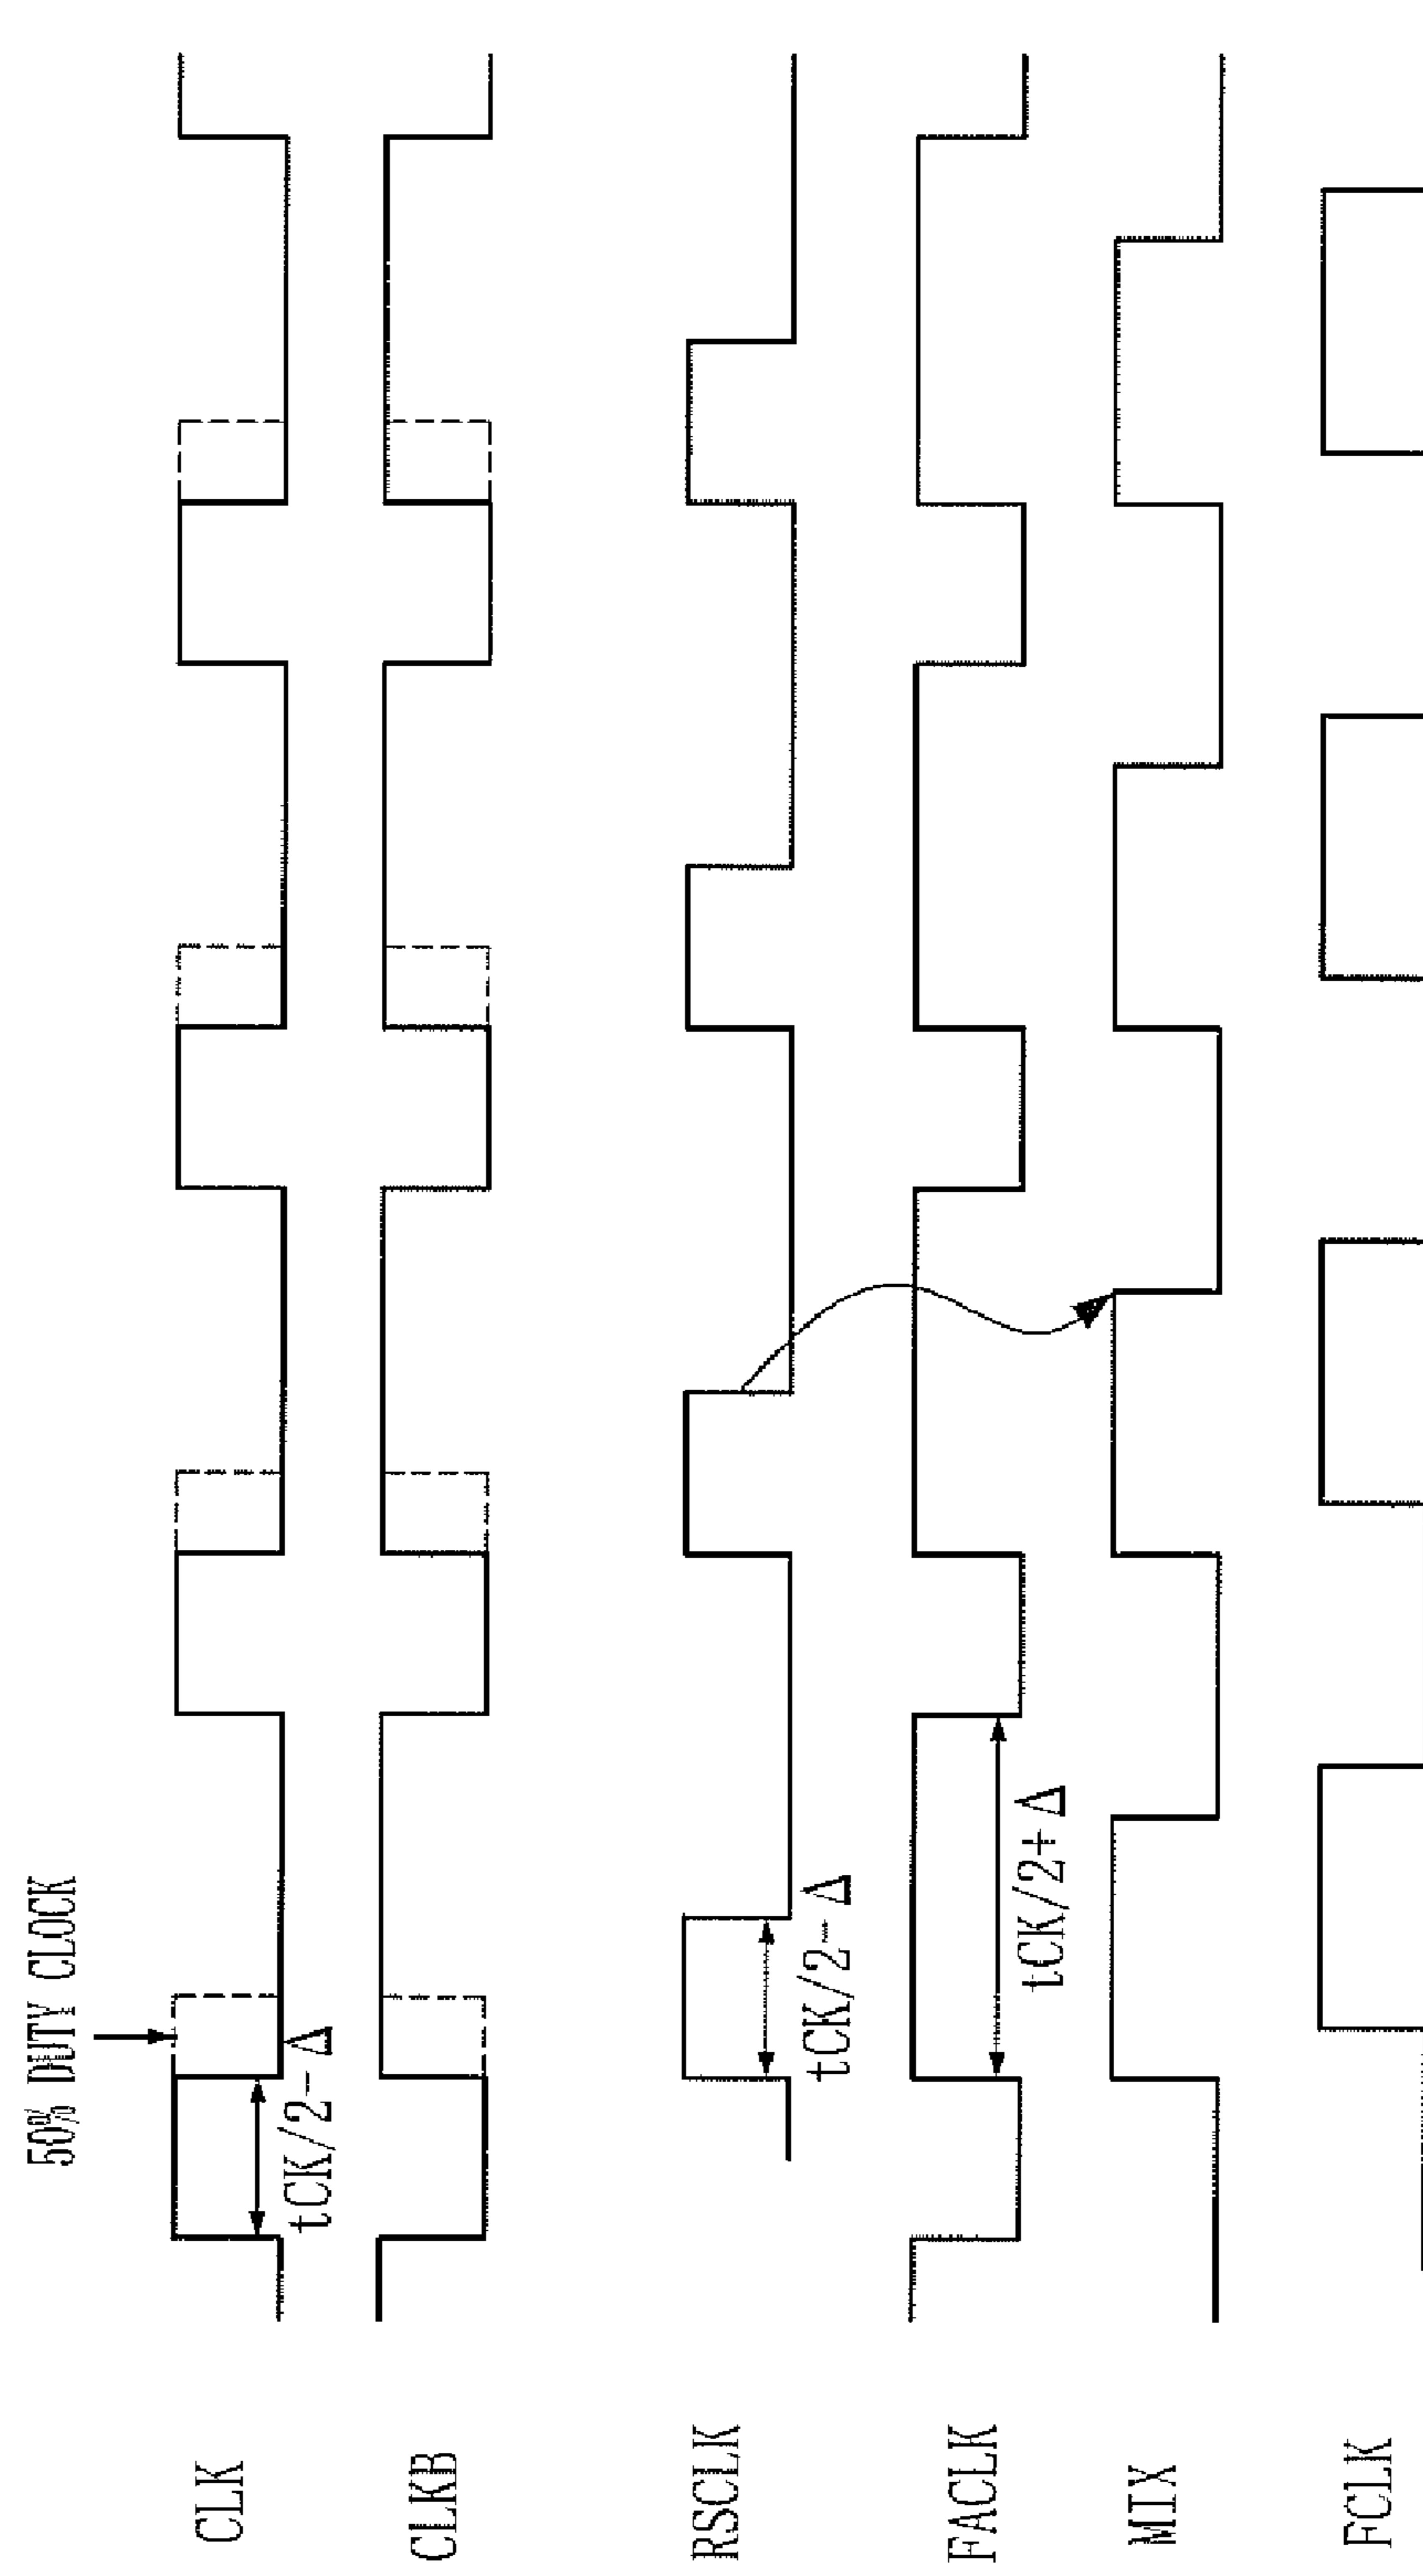 50% DUTY CLOCK
CLK
tCK/2-Δ
CLKB
RSCLK
tCK/2-Δ
FACLK
tCK/2+Δ
MIX
FCLK